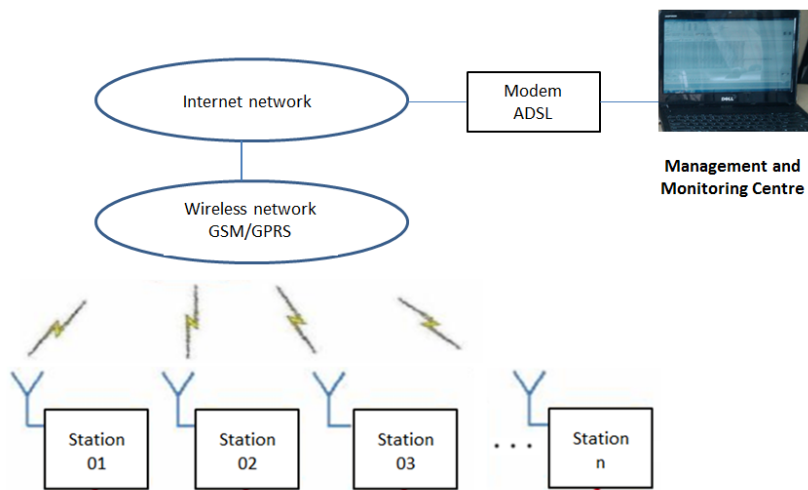 Internet network
Modem
ADSL
DELL
Management and
Monitoring Centre
Wireless network
GSM/GPRS
Station
01
Station
02
Station
03
. . .
Station
n